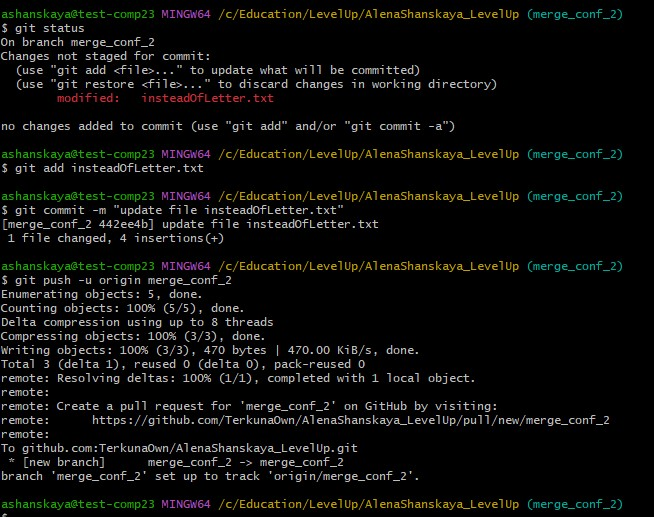 ashanskaya@test-comp23 MINGW64 /c/Education/LevelUp/AlenaShanskaya_LevelUp (merge_conf_2)
$ git status
On branch merge_conf_2
Changes not staged for commit:
  (use "git add <file>..." to update what will be committed)
  (use "git restore <file>..." to discard changes in working directory)
        modified:   insteadOfLetter.txt

no changes added to commit (use "git add" and/or "git commit -a")

ashanskaya@test-comp23 MINGW64 /c/Education/LevelUp/AlenaShanskaya_LevelUp (merge_conf_2)
$ git add insteadOfLetter.txt

ashanskaya@test-comp23 MINGW64 /c/Education/LevelUp/AlenaShanskaya_LevelUp (merge_conf_2)
$ git commit -m "update file insteadOfLetter.txt"
[merge_conf_2 442ee4b] update file insteadOfLetter.txt
 1 file changed, 4 insertions(+)

ashanskaya@test-comp23 MINGW64 /c/Education/LevelUp/AlenaShanskaya_LevelUp (merge_conf_2)
$ git push -u origin merge_conf_2
Enumerating objects: 5, done.
Counting objects: 100% (5/5), done.
Delta compression using up to 8 threads
Compressing objects: 100% (3/3), done.
Writing objects: 100% (3/3), 470 bytes | 470.00 KiB/s, done.
Total 3 (delta 1), reused 0 (delta 0), pack-reused 0
remote: Resolving deltas: 100% (1/1), completed with 1 local object.
remote:
remote: Create a pull request for 'merge_conf_2' on GitHub by visiting:
remote:      https://github.com/TerkunaOwn/AlenaShanskaya_LevelUp/pull/new/merge_conf_2
remote:
To github.com:TerkunaOwn/AlenaShanskaya_LevelUp.git
 * [new branch]      merge_conf_2 -> merge_conf_2
branch 'merge_conf_2' set up to track 'origin/merge_conf_2'.

ashanskaya@test-comp23 MINGW64 /c/Education/LevelUp/AlenaShanskaya_LevelUp (merge_conf_2)